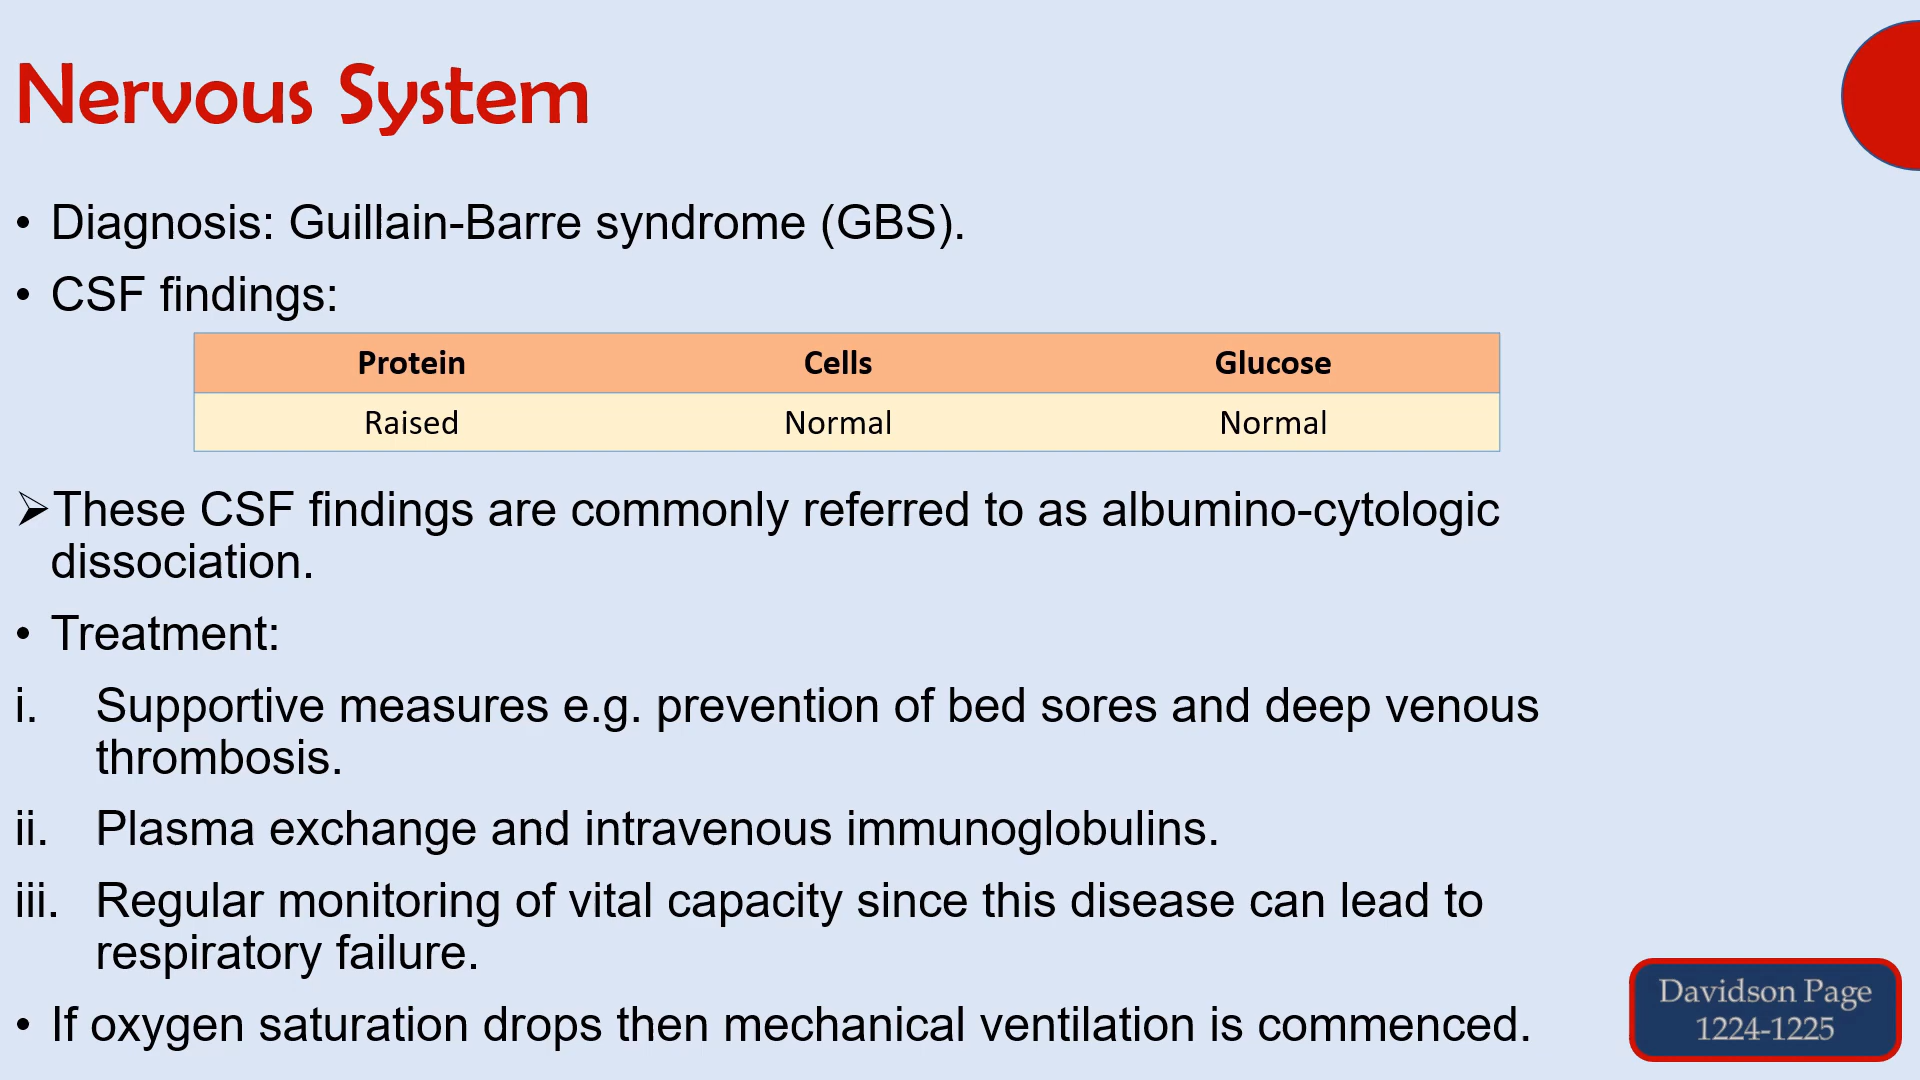 Nervous System
• Diagnosis: Guillain-Barre syndrome (GBS).
• CSF findings:
Protein Cells Glucose
Raised Normal Normal
➢These CSF findings are commonly referred to as albumino-cytologic
dissociation.
• Treatment:
i. Supportive measures e.g. prevention of bed sores and deep venous
thrombosis.
ii. Plasma exchange and intravenous immunoglobulins.
iii. Regular monitoring of vital capacity since this disease can lead to
respiratory failure.
• If oxygen saturation drops then mechanical ventilation is commenced.
Davidson Page
1224-1225